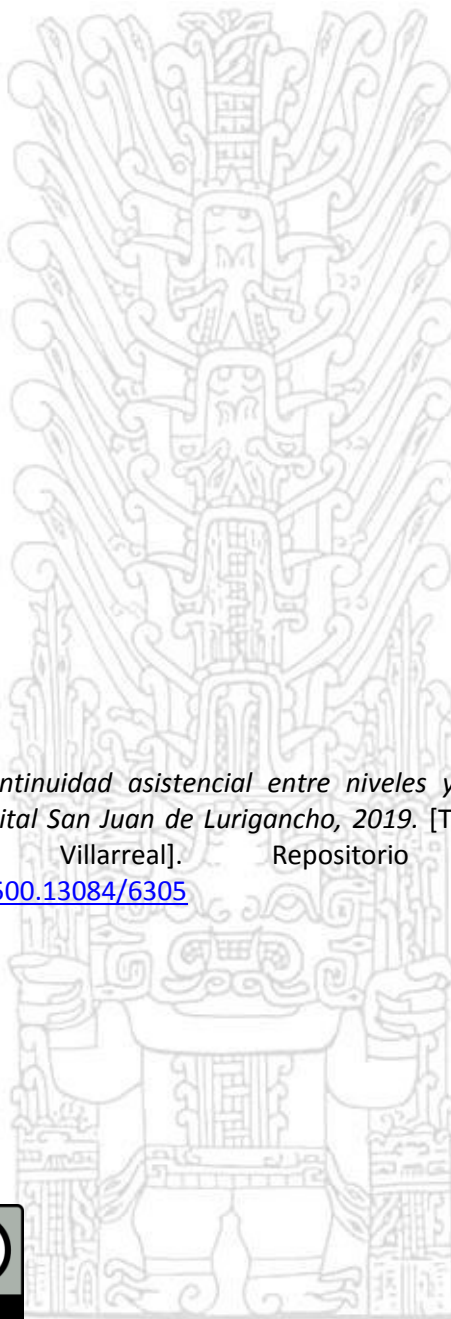 ntinuidad asistencial entre niveles y
ital San Juan de Lurigancho, 2019. [T
Villarreal]. Repositorio
500.13084/6305